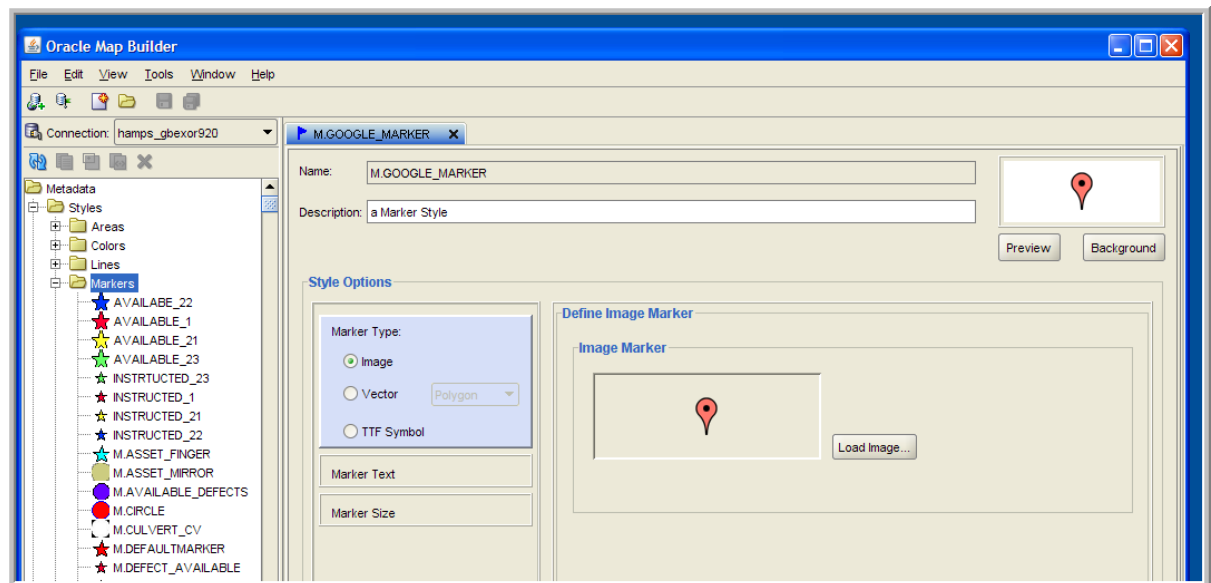 Oracle Map Builder
File Edit View Tools Window Help
Connection: hamps_gbexor920
M.GOOGLE_MARKER
Metadata
Styles
Areas
Colors
Lines
Markers
AVAILABE_22
AVAILABLE_1
AVAILABLE_21
AVAILABLE_23
INSTRTUCTED_23
INSTRUCTED_1
INSTRUCTED_21
INSTRUCTED_22
M.ASSET_FINGER
M.ASSET_MIRROR
M.AVAILABLE_DEFECTS
M.CIRCLE
M.CULVERT_CV
M.DEFAULTMARKER
M.DEFECT_AVAILABLE
Name: M.GOOGLE_MARKER
Description: a Marker Style
Preview Background
Style Options
Marker Type:
Image
Vector Polygon
TTF Symbol
Marker Text
Marker Size
Define Image Marker
Image Marker
Load Image...